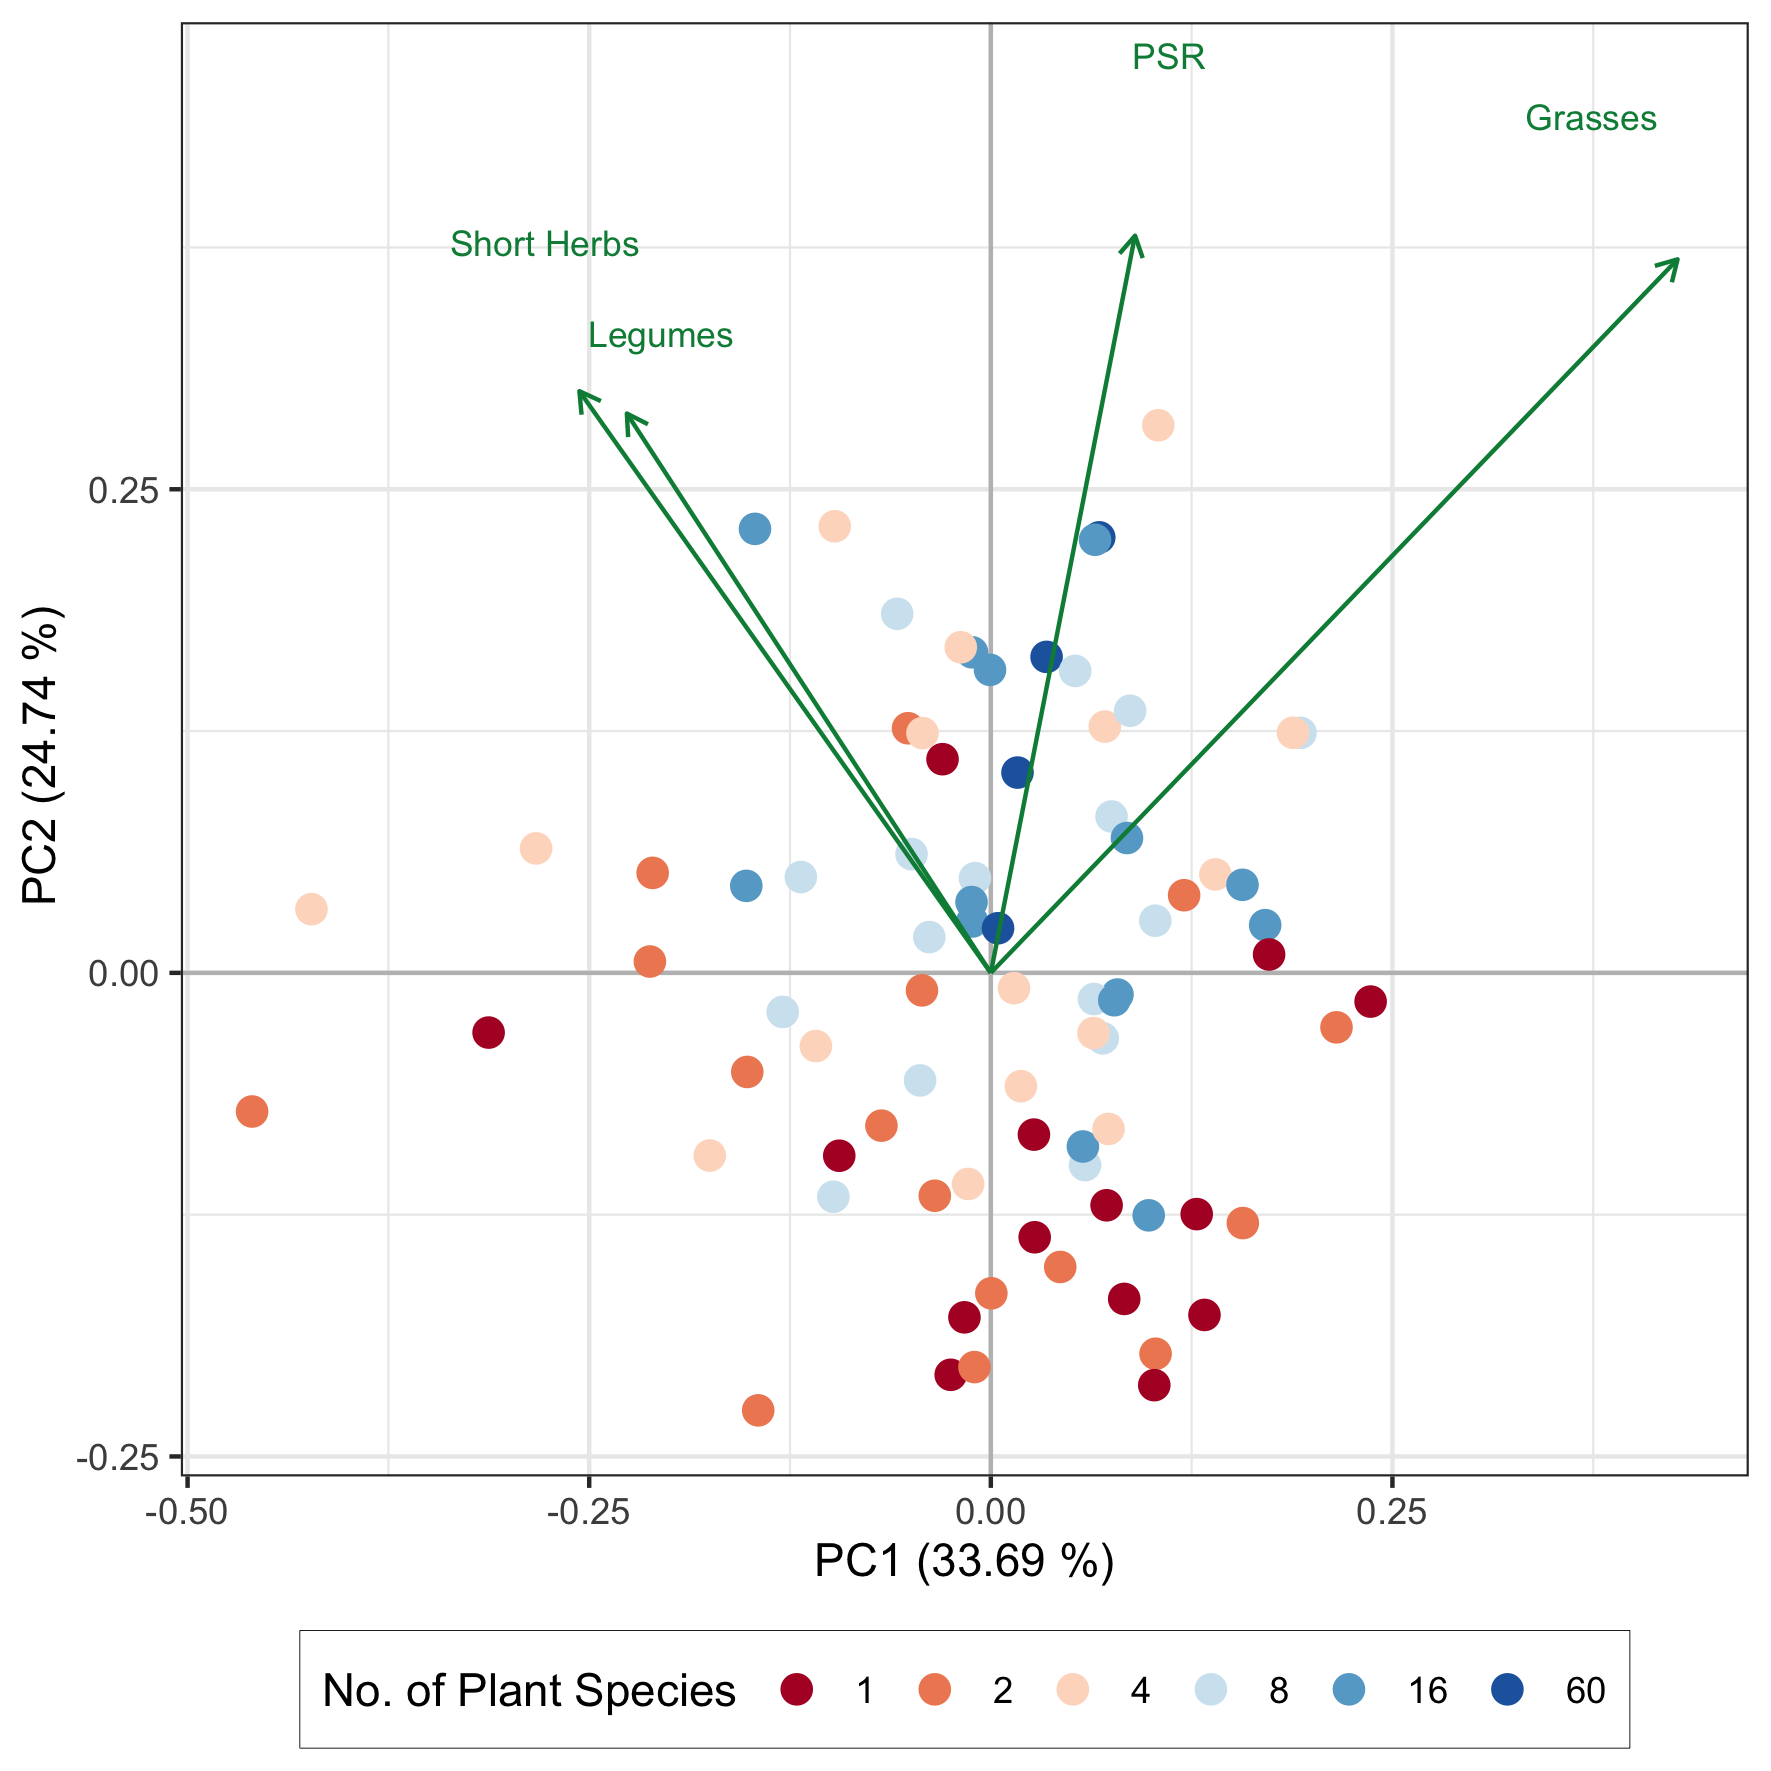 PSR
Grasses
Short Herbs
Legumes
0.25
0.00
-0.25
PC2 (24.74 %)
-0.50 -0.25 0.00 0.25
PC1 (33.69 %)
No. of Plant Species 1 2 4 8 16 60